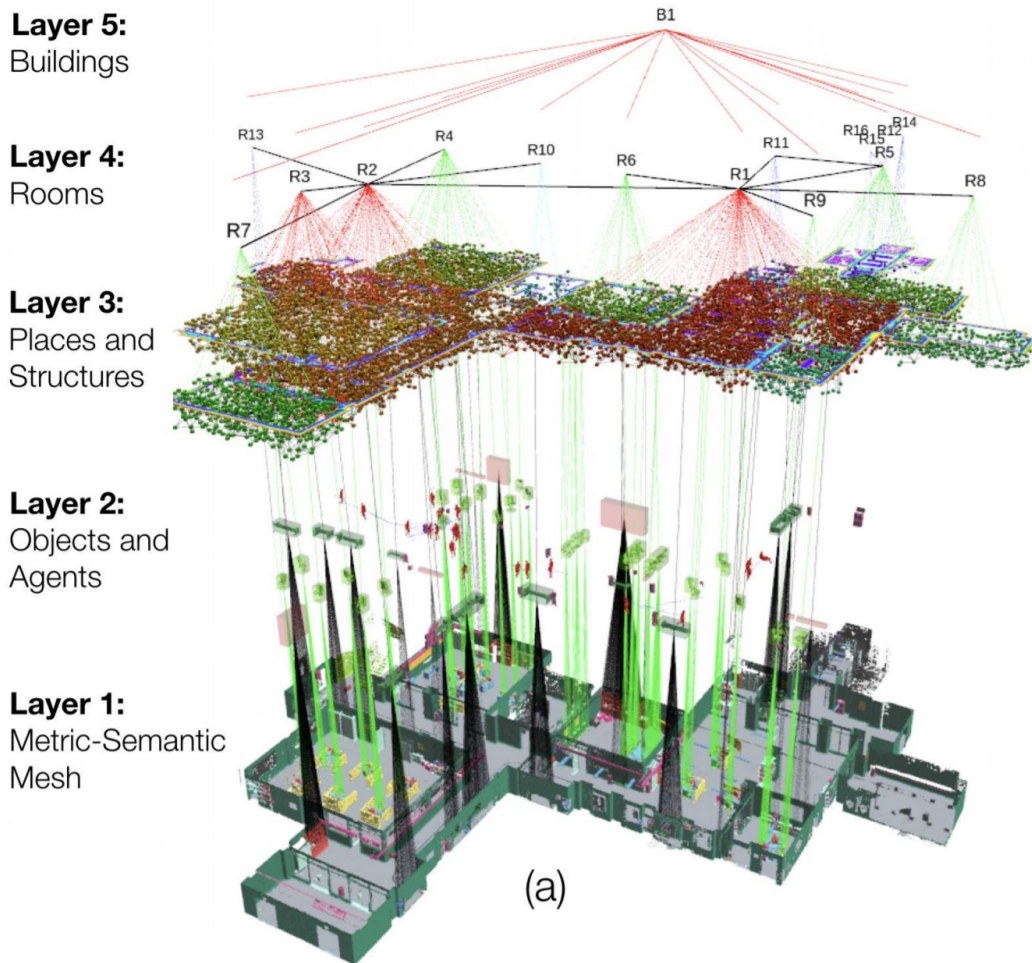 Layer 5:
Buildings
B1
Layer 4:
Rooms
R13
R4
R10
R6
R11
R16
R12
R14
R15
R5
R3
R2
R1
R9
R8
R7
Layer 3:
Places and
Structures
Layer 2:
Objects and
Agents
Layer 1:
Metric-Semantic
Mesh
(a)